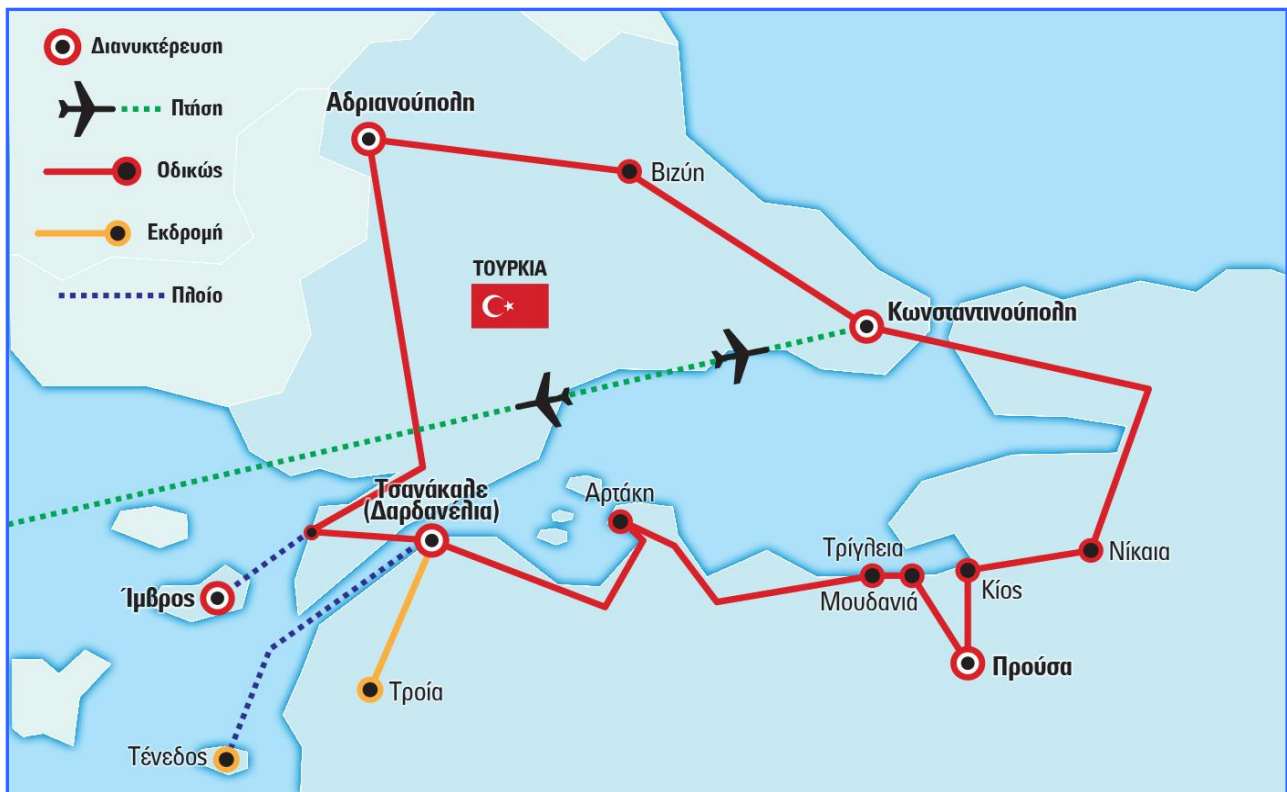 Διανυκτέρευση
Πτήση
Οδικώς
Εκδρομή
Πλοίο
Αδριανούπολη
Βιζύη
ΤΟΥΡΚΙΑ
Κωνσταντινούπολη
Τσανάκαλε
(Δαρδανέλια)
Αρτάκη
Τρίγλεια
Μουδανιά
Κίος
Νίκαια
Ίμβρος
Προύσα
Τροία
Τένεδος